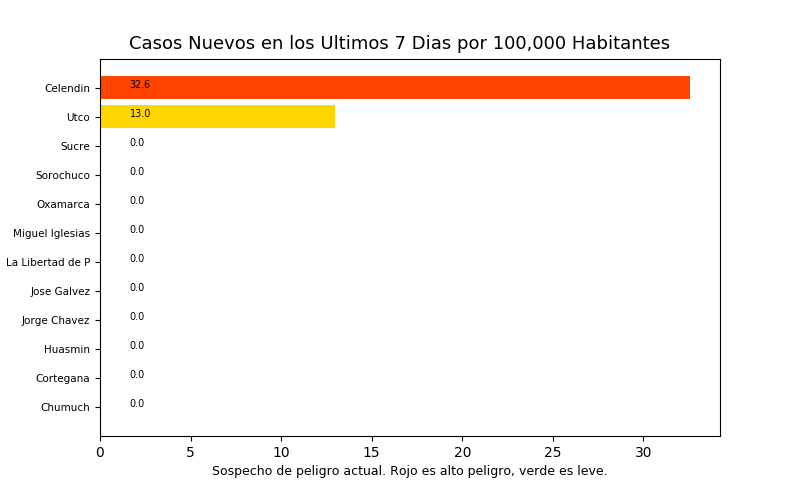 Casos Nuevos en los Ultimos 7 Dias por 100,000 Habitantes
Celendin 32.6
Utco 13.0
Sucre 0.0
Sorochuco 0.0
Oxamarca 0.0
Miguel Iglesias 0.0
La Libertad de P 0.0
Jose Galvez 0.0
Jorge Chavez 0.0
Huasmin 0.0
Cortegana 0.0
Chumuch 0.0
0 5 10 15 20 25 30
Sospecho de peligro actual. Rojo es alto peligro, verde es leve.